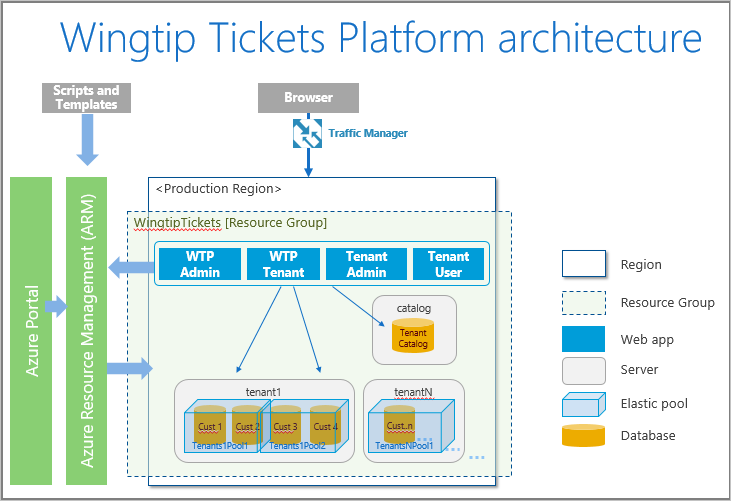 Wingtip Tickets Platform architecture
Scripts and
Templates
Browser
Traffic Manager
<Production Region>
WingtipTickets [Resource Group]
WTP
Admin
WTP
Tenant
Tenant
Admin
Tenant
User
Azure Portal
Azure Resource Management (ARM)
catalog
Tenant
Catalog
tenant1
Cust 1
Cust 2
Cust 3
Cust 4
Tenants1Pool1
Tenants1Pool2
tenantN
Cust..n
...
TenantsNPool1
...
...
Region
Resource Group
Web app
Server
Elastic pool
Database